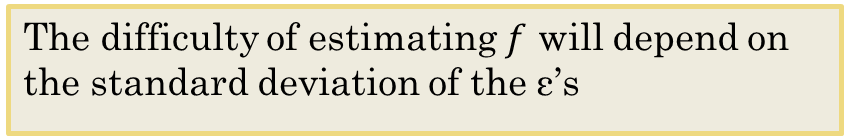 The difficulty of estimating f will depend on
the standard deviation of the ε’s